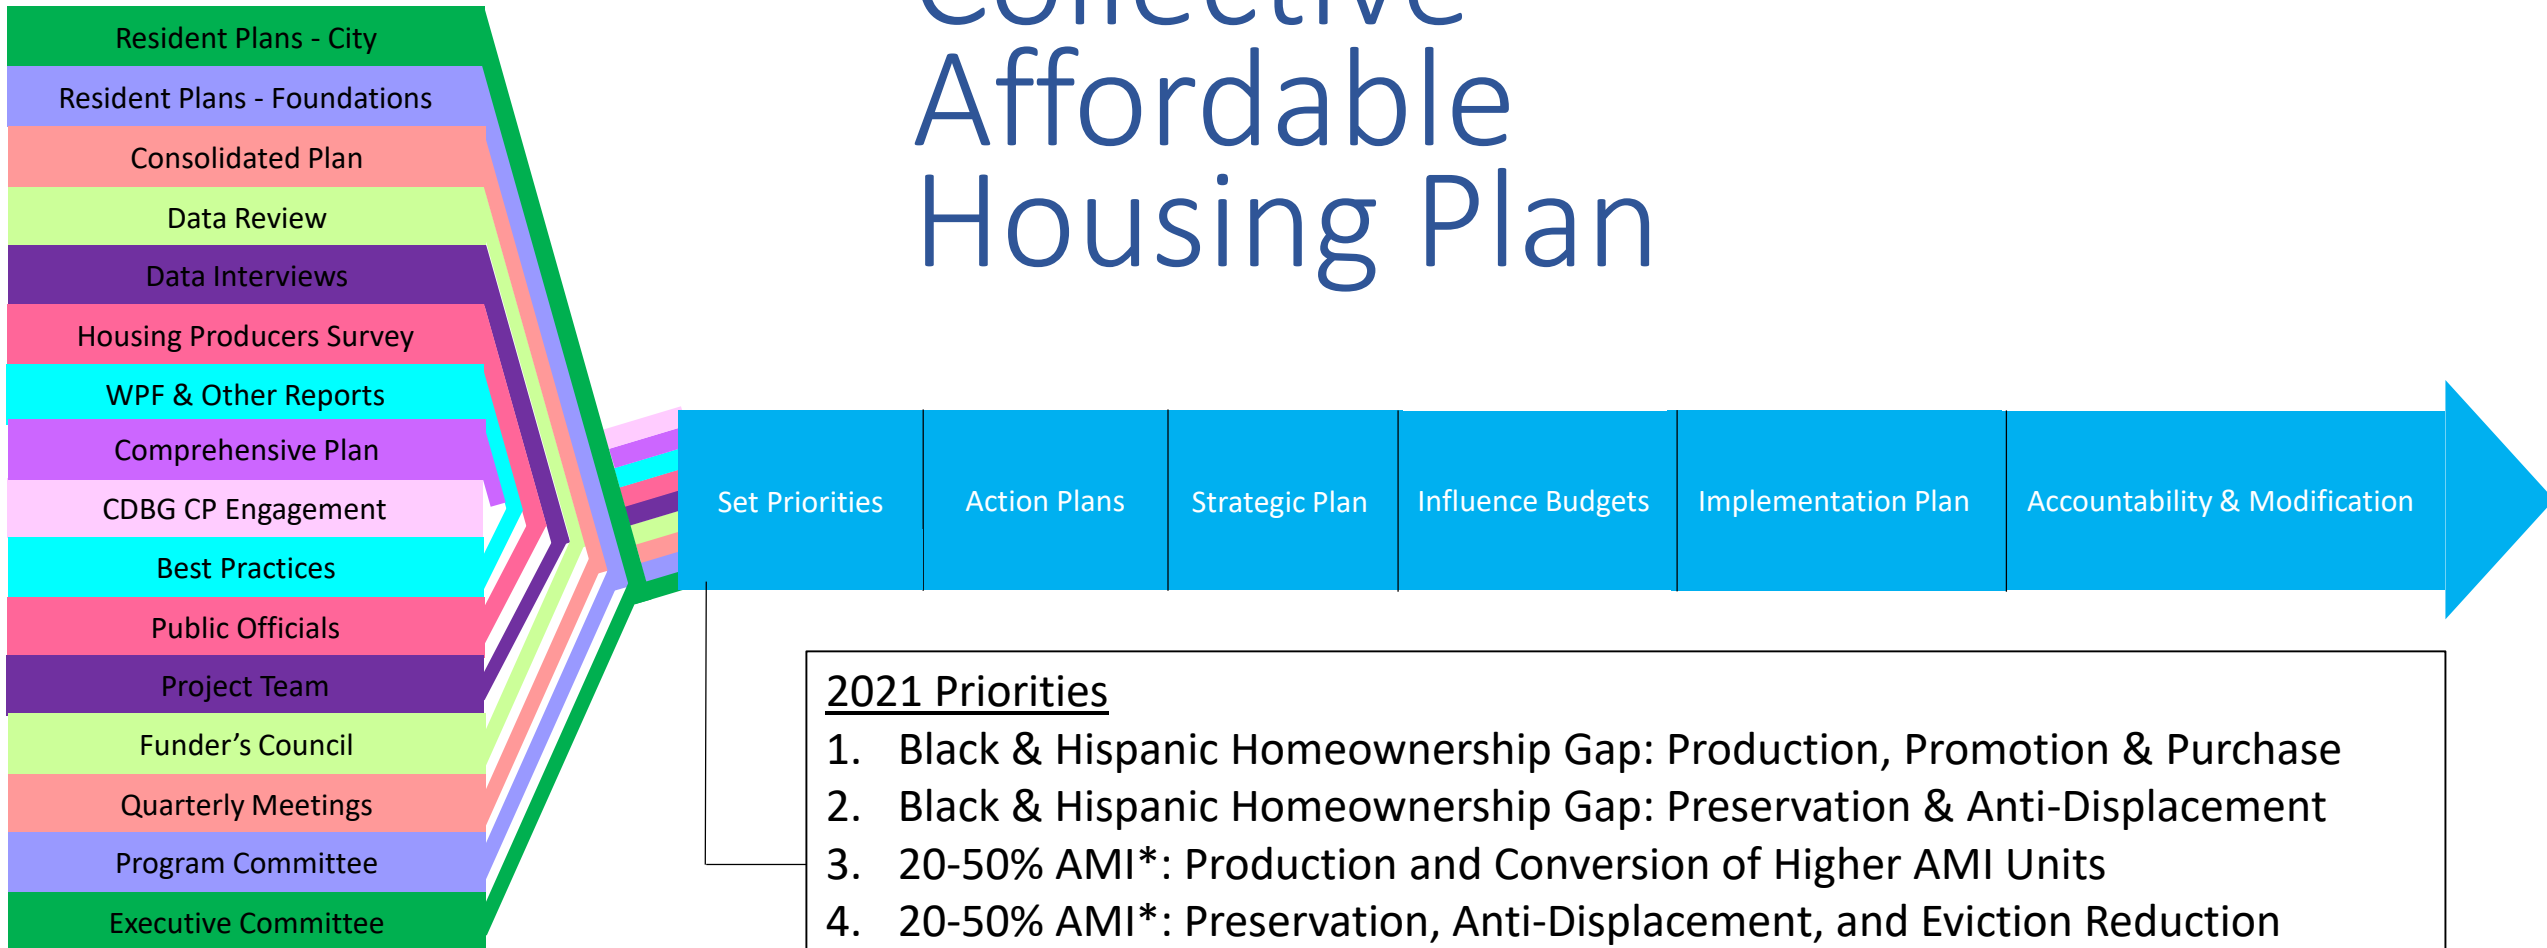 Collective
Affordable
Housing Plan
Resident Plans - City
Resident Plans - Foundations
Consolidated Plan
Data Review
Data Interviews
Housing Producers Survey
WPF & Other Reports
Comprehensive Plan
CDBG CP Engagement
Best Practices
Public Officials
Project Team
Funder’s Council
Quarterly Meetings
Program Committee
Executive Committee
Set Priorities
Action Plans
Strategic Plan
Influence Budgets
Implementation Plan
Accountability & Modification
2021 Priorities
1. Black & Hispanic Homeownership Gap: Production, Promotion & Purchase
2. Black & Hispanic Homeownership Gap: Preservation & Anti-Displacement
3. 20-50% AMI*: Production and Conversion of Higher AMI Units
4. 20-50% AMI*: Preservation, Anti-Displacement, and Eviction Reduction